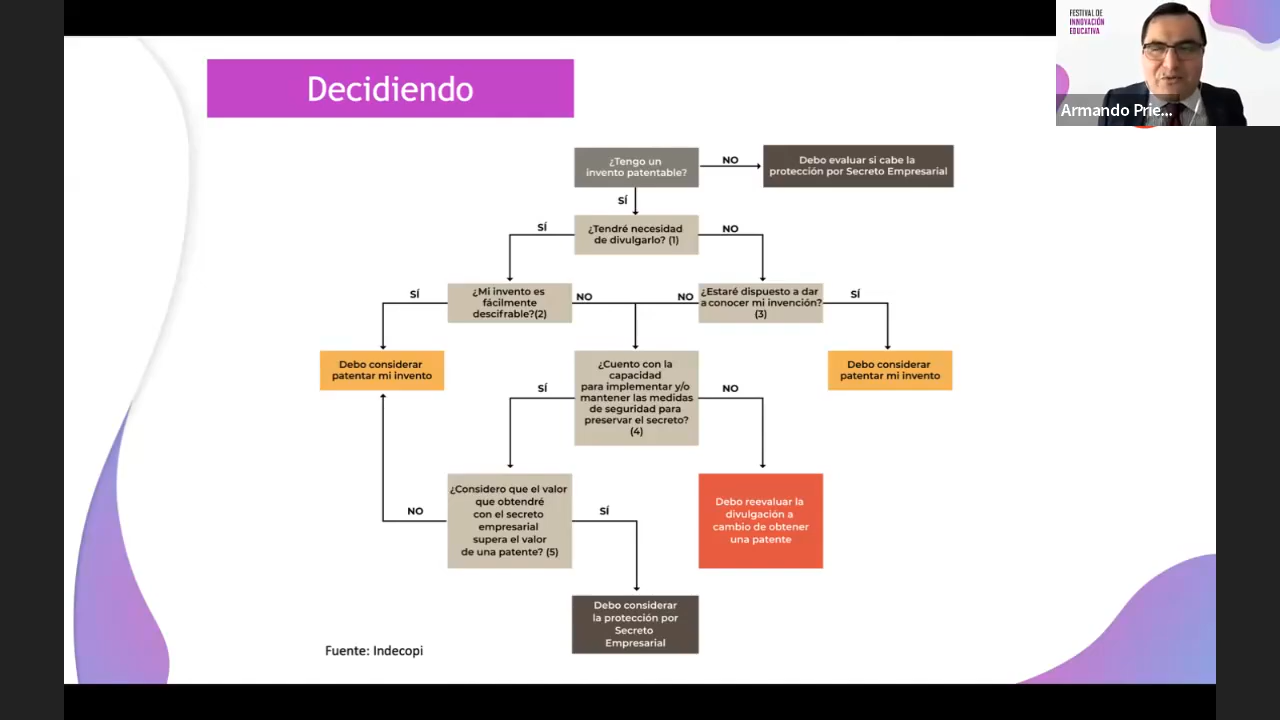 FESTIVAL DE
INNOVACIÓN
EDUCATIVA
Armando Prie...
Decidiendo
¿Tengo un
invento patentable?
NO
Debo evaluar si cabe la
protección por Secreto Empresarial
SÍ
¿Tendré necesidad
de divulgarlo? (1)
SÍ
NO
¿Mi invento es
fácilmente
descifrable?(2)
SÍ
NO
¿Estaré dispuesto a dar
a conocer mi invención?
(3)
NO
SÍ
Debo considerar
patentar mi invento
¿Cuento con la
capacidad
para implementar y/o
mantener las medidas
de seguridad para
preservar el secreto?
(4)
Debo considerar
patentar mi invento
SÍ
NO
¿Considero que el valor
que obtendré
con el secreto
empresarial
supera el valor
de una patente? (5)
NO
SÍ
Debo reevaluar la
divulgación a
cambio de obtener
una patente
Debo considerar
la protección por
Secreto
Empresarial
Fuente: Indecopi